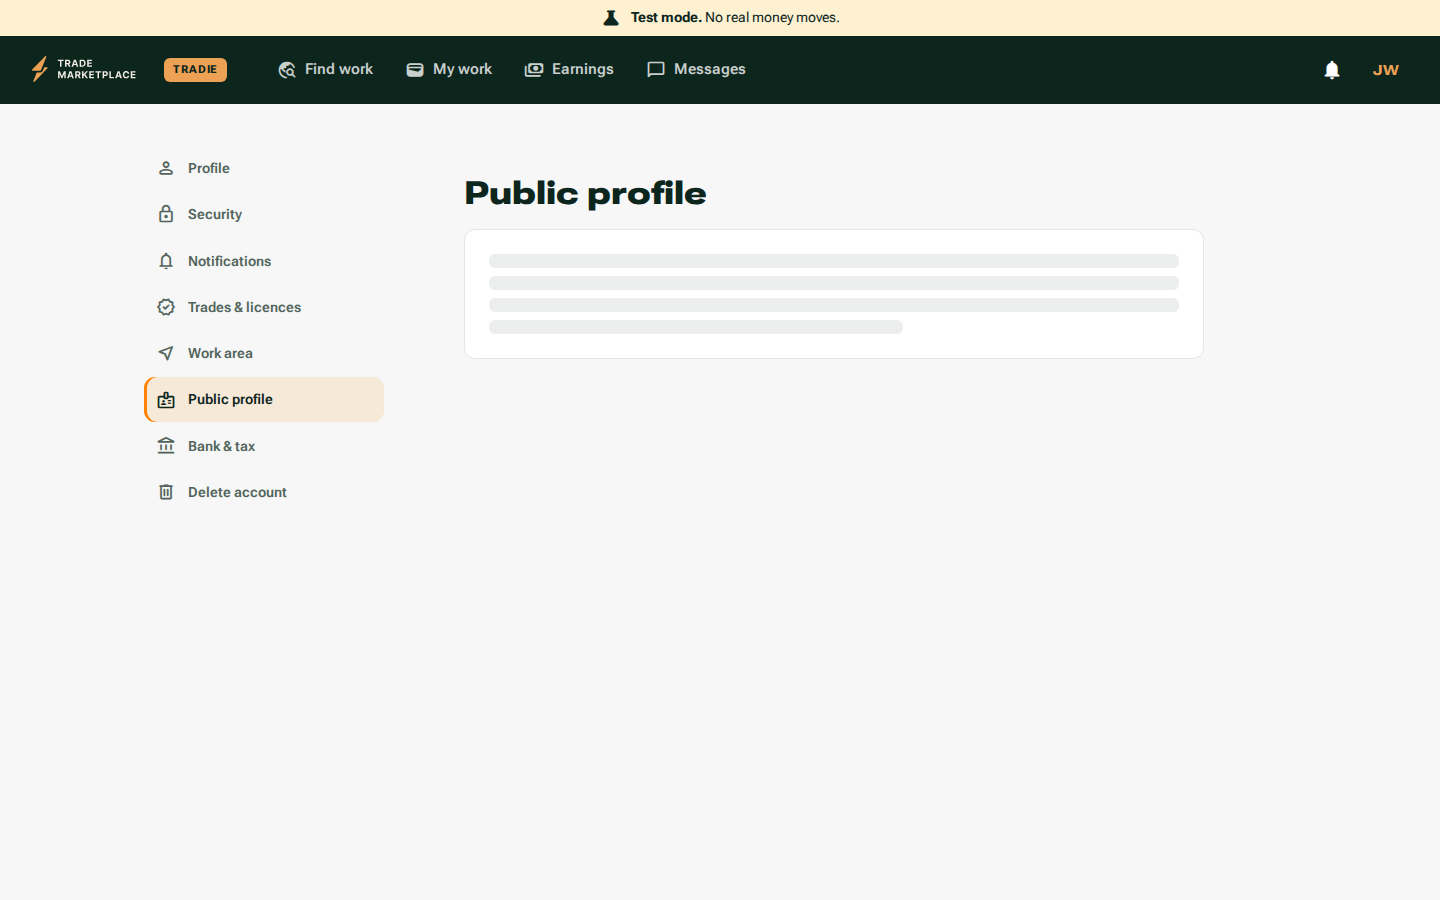 Test mode. No real money moves.
TRADE
MARKETPLACE
TRADIE
Find work
My work
Earnings
Messages
JW
Profile
Security
Notifications
Trades & licences
Work area
Public profile
Bank & tax
Delete account
Public profile